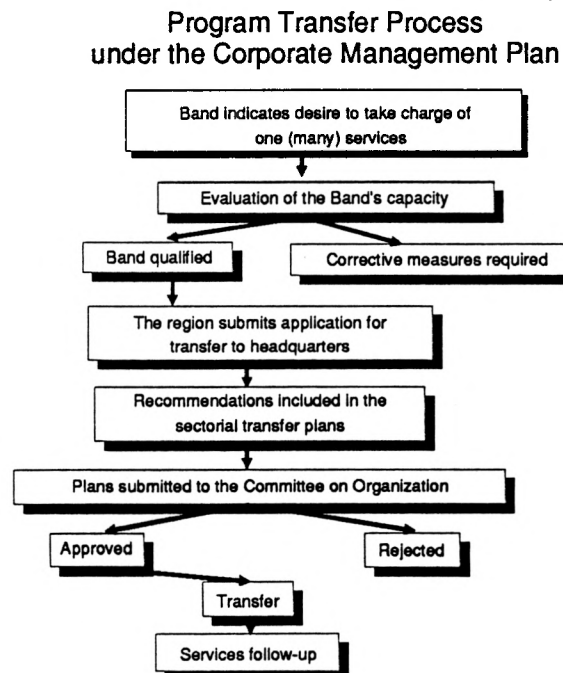 Program Transfer Process
under the Corporate Management Plan
Band indicates desire to take charge of
one (many) services
Evaluation of the Band's capacity
Band qualified
Corrective measures required
The region submits application for
transfer to headquarters
Recommendations included in the
sectorial transfer plans
Plans submitted to the Committee on Organization
Approved
Rejected
Transfer
Services follow-up